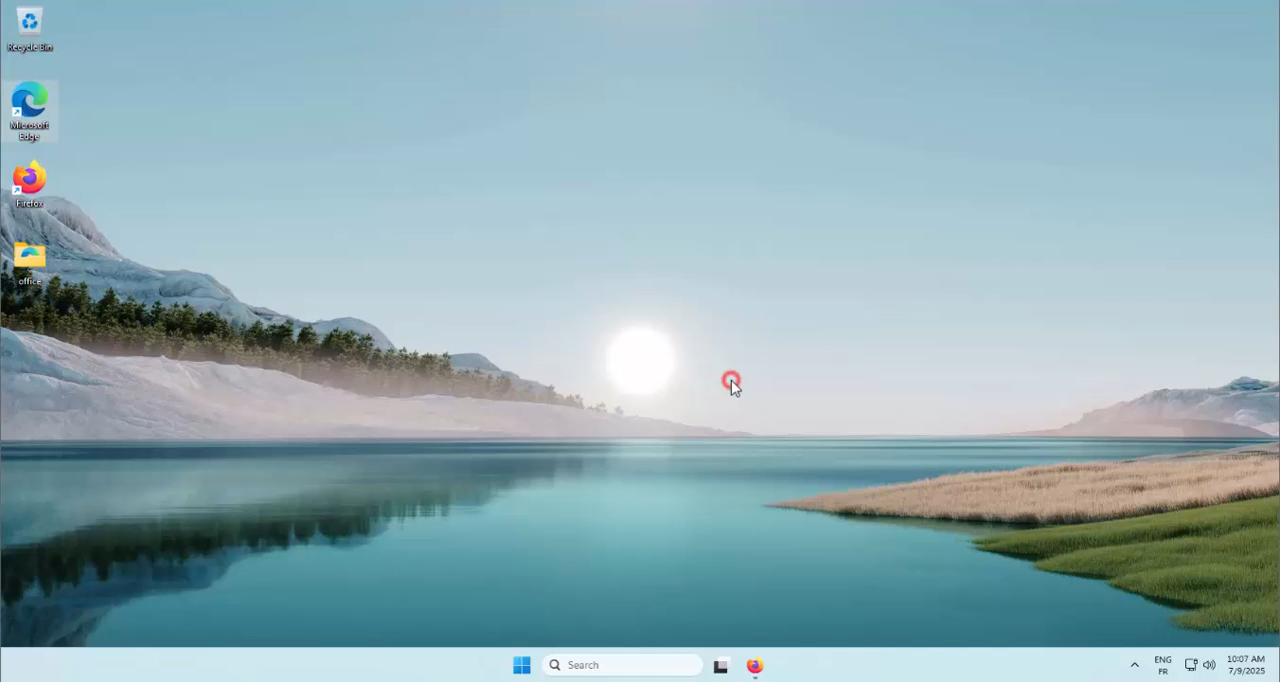 Recycle Bin
Microsoft
Edge
Firefox
office
Search
ENG
FR
10:07 AM
7/9/2025